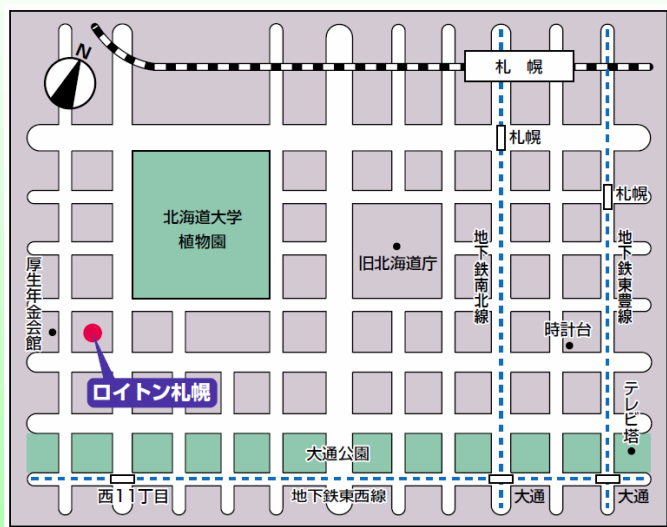 N
札幌
札幌
札幌
北海道大学
植物園
旧北海道庁
地下鉄南北線
地下鉄東豊線
厚生年金会館
時計台
ロイトン札幌
テレビ塔
大通公園
西11丁目
地下鉄東西線
大通
大通